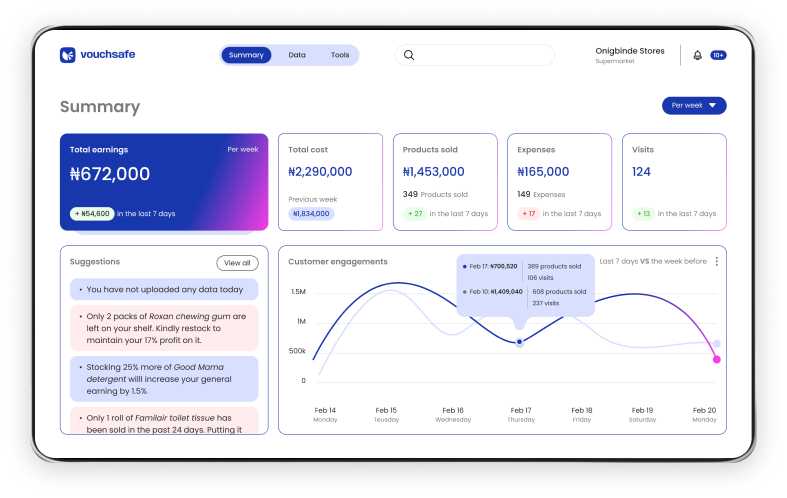 vouchsafe
Summary Data Tools
Onigbinde Stores
Supermarket
10+
Summary
Per week
Total earnings Per week
₦672,000
+ ₦54,600 in the last 7 days
Total cost
₦2,290,000
Previous week
₦1,834,000
Products sold
₦1,453,000
349 Products sold
+ 27 in the last 7 days
Expenses
₦165,000
149 Expenses
+ 17 in the last 7 days
Visits
124
+ 13 in the last 7 days
Suggestions View all
• You have not uploaded any data today
• Only 2 packs of Roxan chewing gum are
left on your shelf. Kindly restock to
maintain your 17% profit on it.
• Stocking 25% more of Good Mama
detergent willl increase your general
earning by 1.5%
• Only 1 roll of Familair toilet tissue has
been sold in the past 24 days. Putting it
Customer engagements
Last 7 days VS the week before
Feb 17: ₦700,520 389 products sold
106 visits
Feb 10: ₦1,409,040 608 products sold
237 visits
1.5M
1M
500k
0
Feb 14 Feb 15 Feb 16 Feb 17 Feb 18 Feb 19 Feb 20
Monday Teusday Wednesday Thursday Friday Saturday Monday